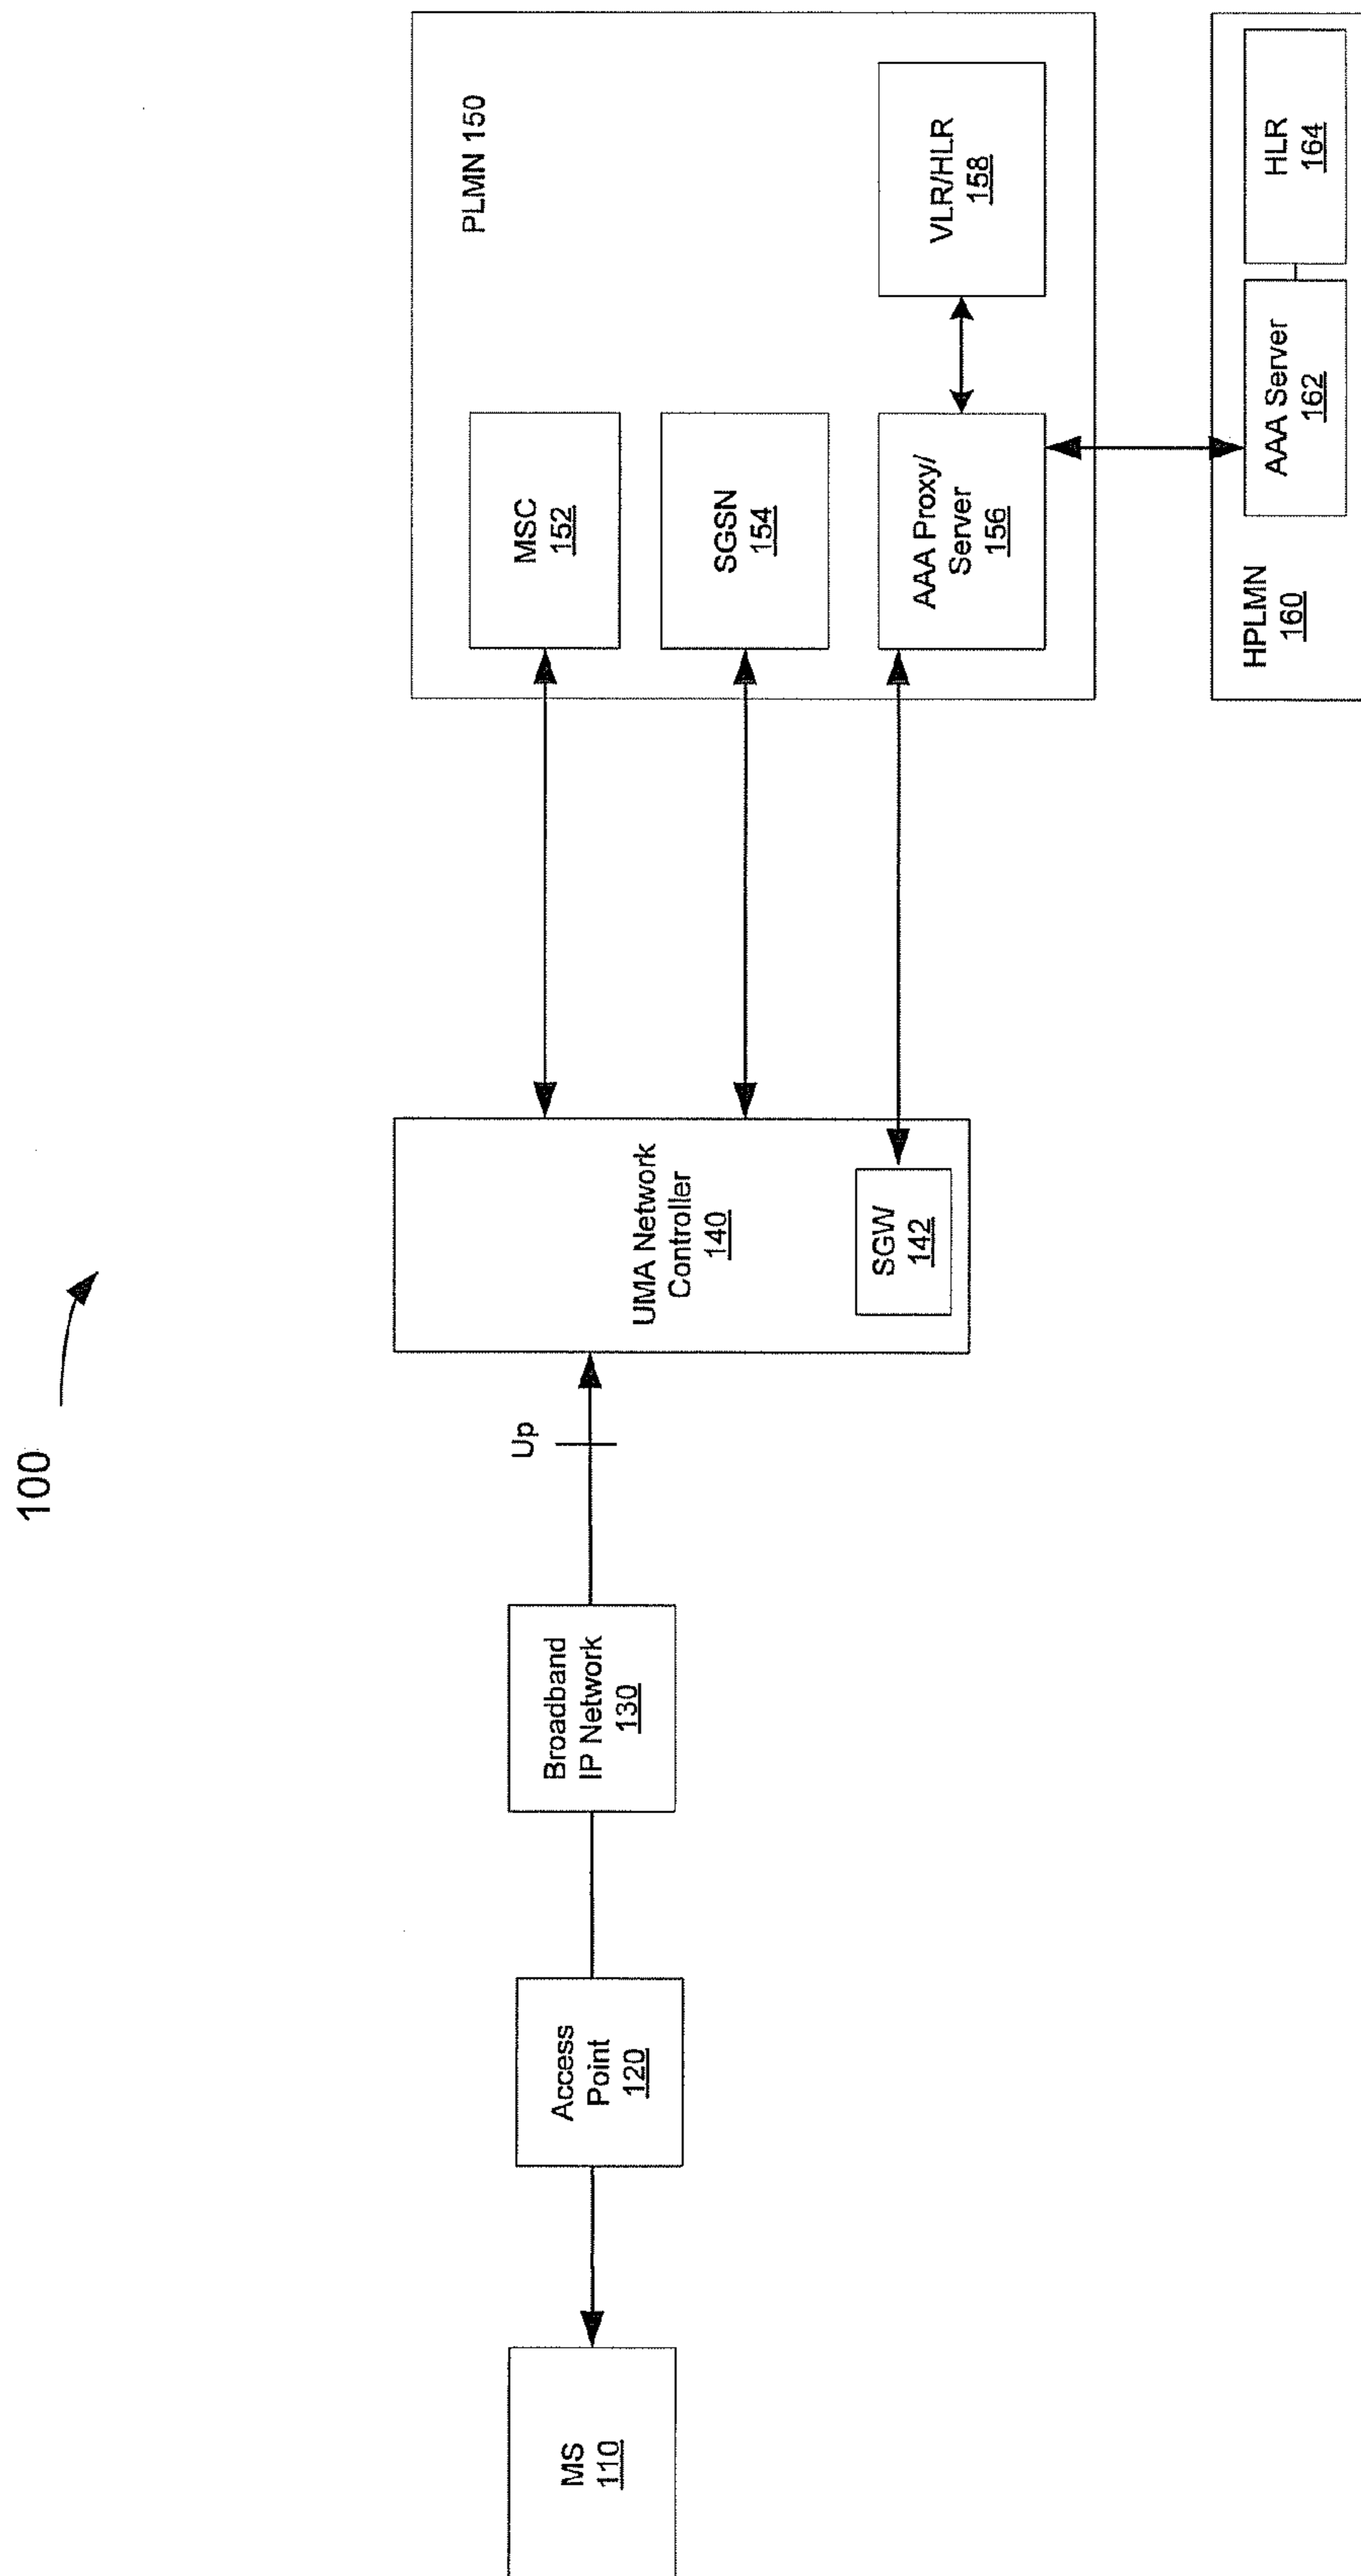 100
MS
110
Access
Point
120
Broadband
IP Network
130
Up
UMA Network
Controller
140
SGW
142
PLMN 150
MSC
152
SGSN
154
AAA Proxy/
Server
156
VLR/HLR
158
HPLMN
160
AAA Server
162
HLR
164